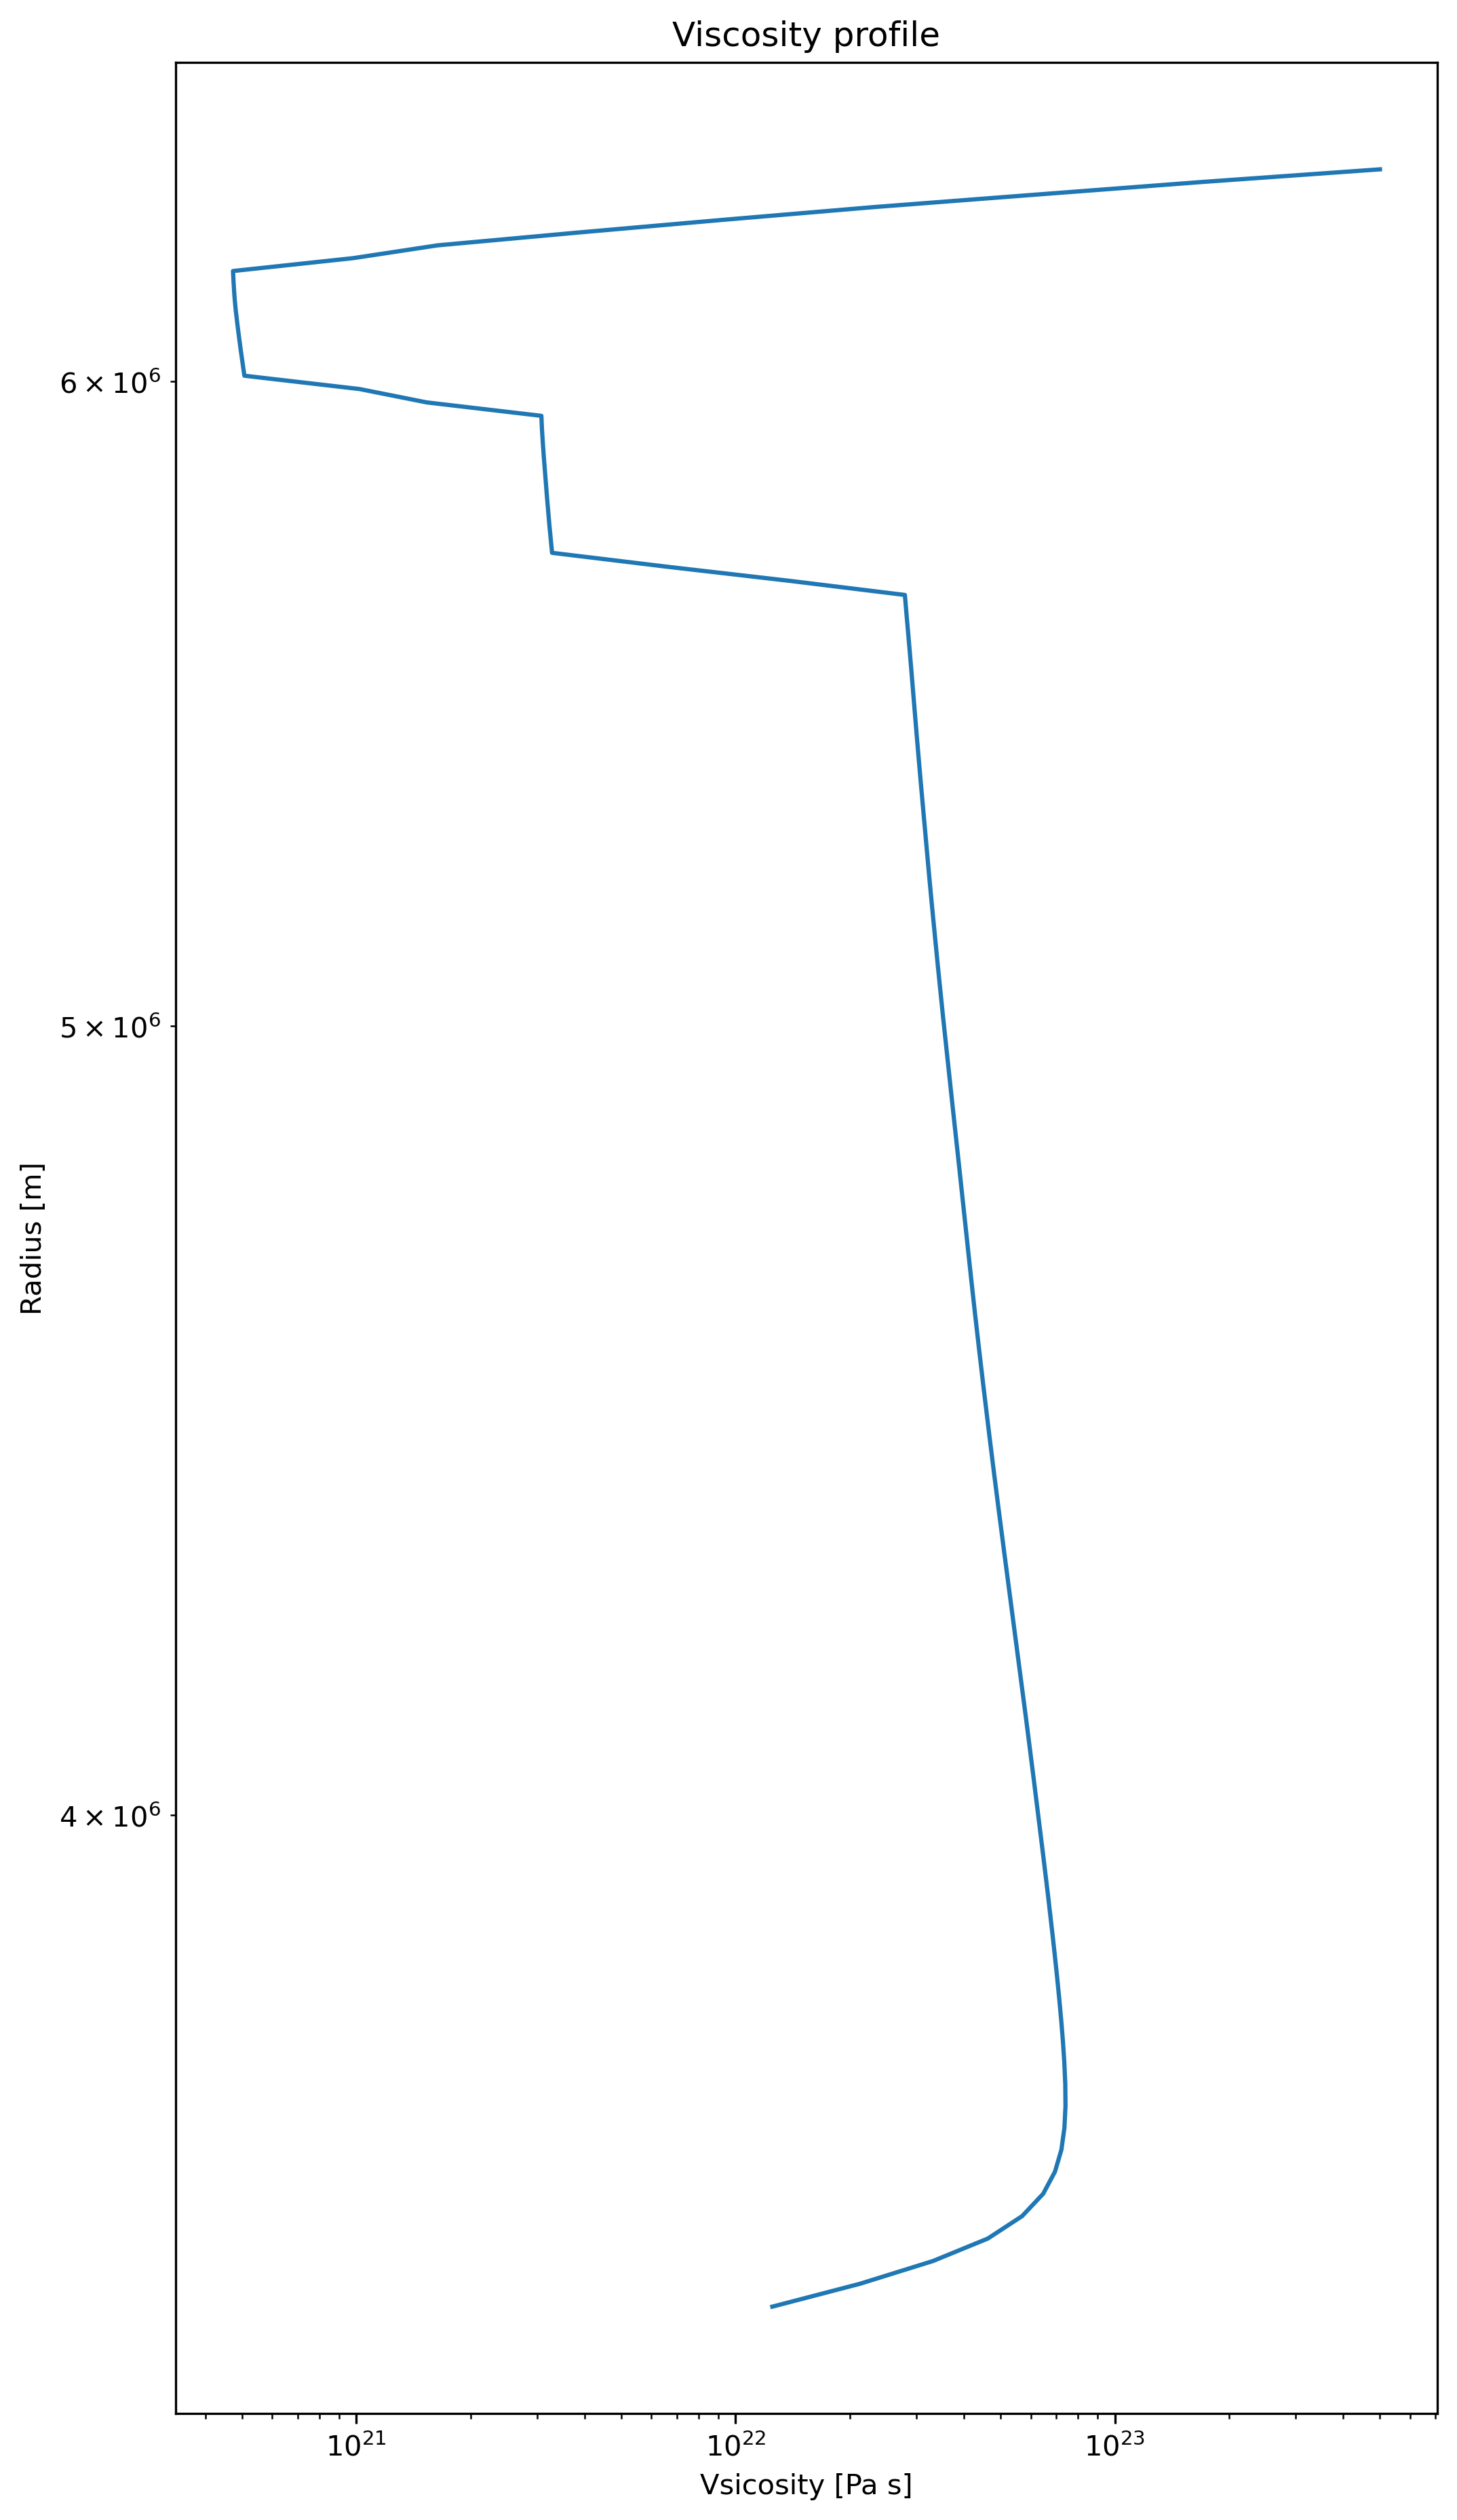 Viscosity profile
6 × 10⁶
5 × 10⁶
4 × 10⁶
Radius [m]
10²¹ 10²² 10²³
Vsicosity [Pa s]